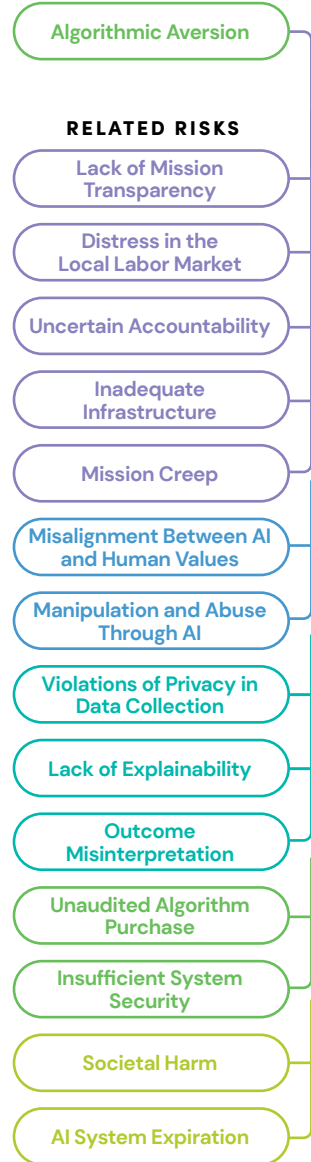 Algorithmic Aversion
RELATED RISKS
Lack of Mission
Transparency
Distress in the
Local Labor Market
Uncertain Accountability
Inadequate
Infrastructure
Mission Creep
Misalignment Between AI
and Human Values
Manipulation and Abuse
Through AI
Violations of Privacy in
Data Collection
Lack of Explainability
Outcome
Misinterpretation
Unaudited Algorithm
Purchase
Insufficient System
Security
Societal Harm
AI System Expiration